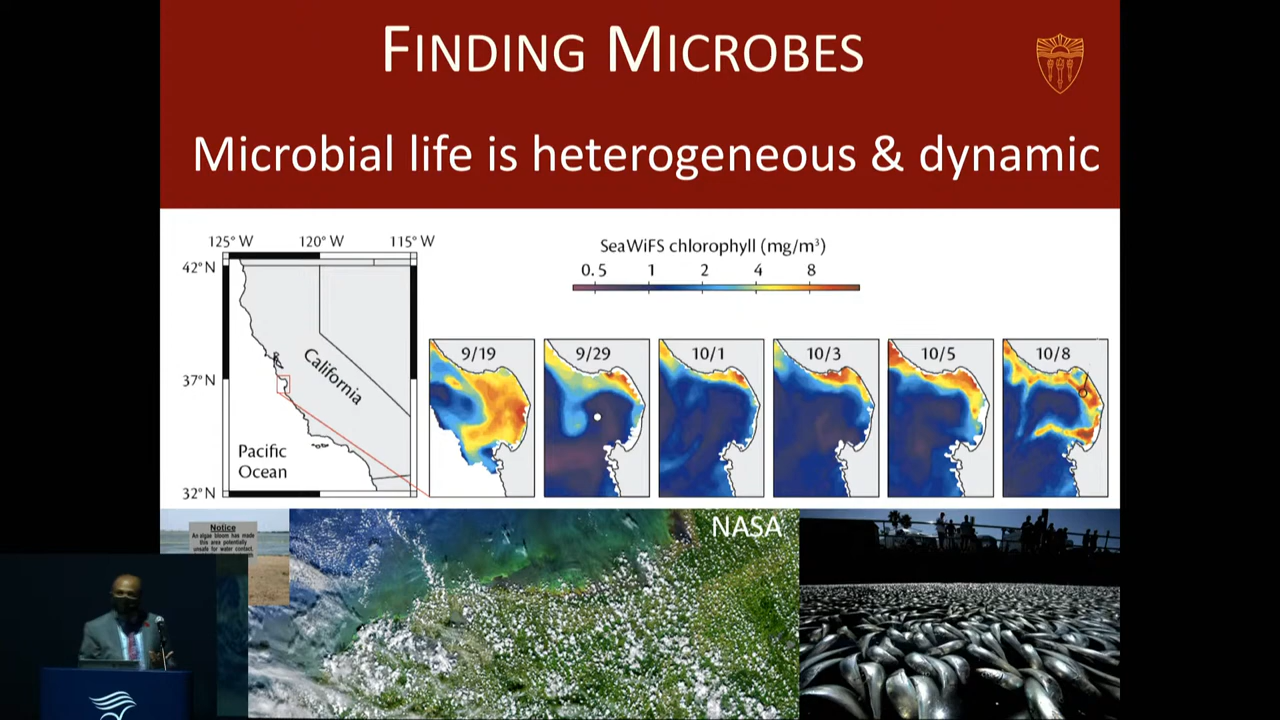 FINDING MICROBES
Microbial life is heterogeneous & dynamic
125° W 120° W 115° W
42° N
37° N
32° N
California
Pacific
Ocean
SeaWiFS chlorophyll (mg/m³)
0.5 1 2 4 8
9/19 9/29 10/1 10/3 10/5 10/8
Notice
An algae bloom has made
this area potentially
unsafe for water contact.
NASA